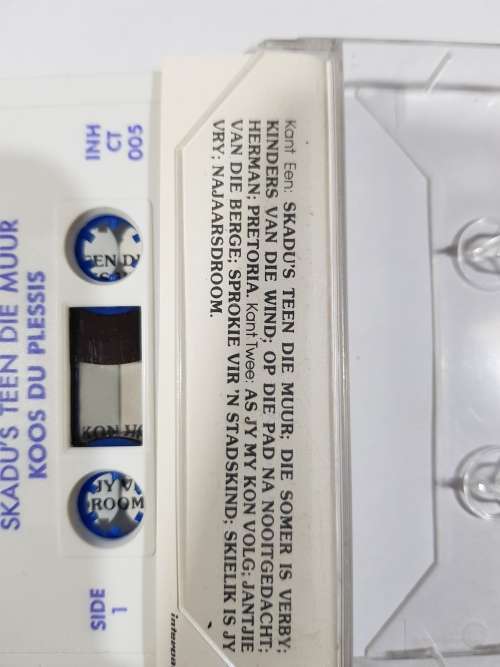 SKADU'S TEEN DIE MUUR
KOOS DU PLESSIS
INH
CT
005
SIDE
1
Kant Een: SKADU'S TEEN DIE MUUR; DIE SOMER IS VERBY;
KINDERS VAN DIE WIND; OP DIE PAD NA NOOITGEDACHT;
HERMAN; PRETORIA. Kant Twee: AS JY MY KON VOLG; JANTJIE
VAN DIE BERGE; SPROKIE VIR 'N STADSKIND; SKIELIK IS JY
VRY; NAJAARSDROOM.